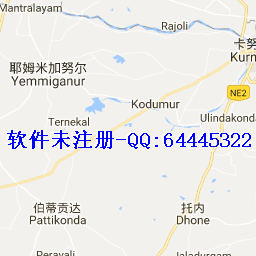 Mantralayam
Rajoli
卡努
Kurn
耶姆米加努尔
Yemmiganur
NE2
Kodumur
Ulindakonda
Ternekal
软件未注册-QQ:64445322
伯蒂贡达
Pattikonda
托内
Dhone
Peravali
Jaladurgam